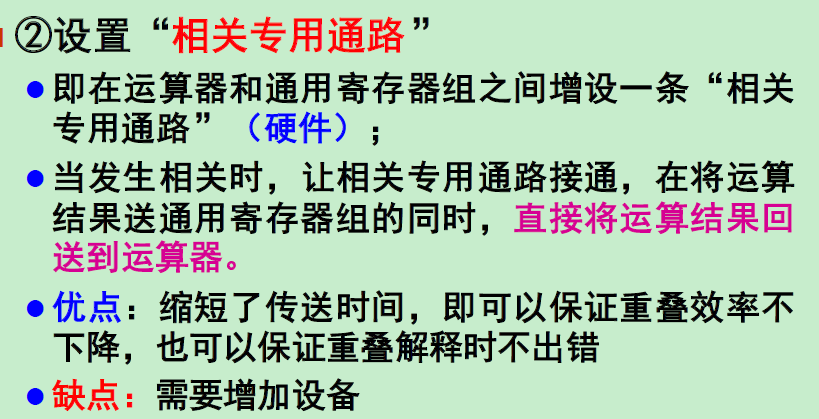 ②设置“相关专用通路”
●即在运算器和通用寄存器组之间增设一条“相关
专用通路”（硬件）；
●当发生相关时，让相关专用通路接通，在将运算
结果送通用寄存器组的同时，直接将运算结果回
送到运算器。
●优点：缩短了传送时间，即可以保证重叠效率不
下降，也可以保证重叠解释时不出错
●缺点：需要增加设备